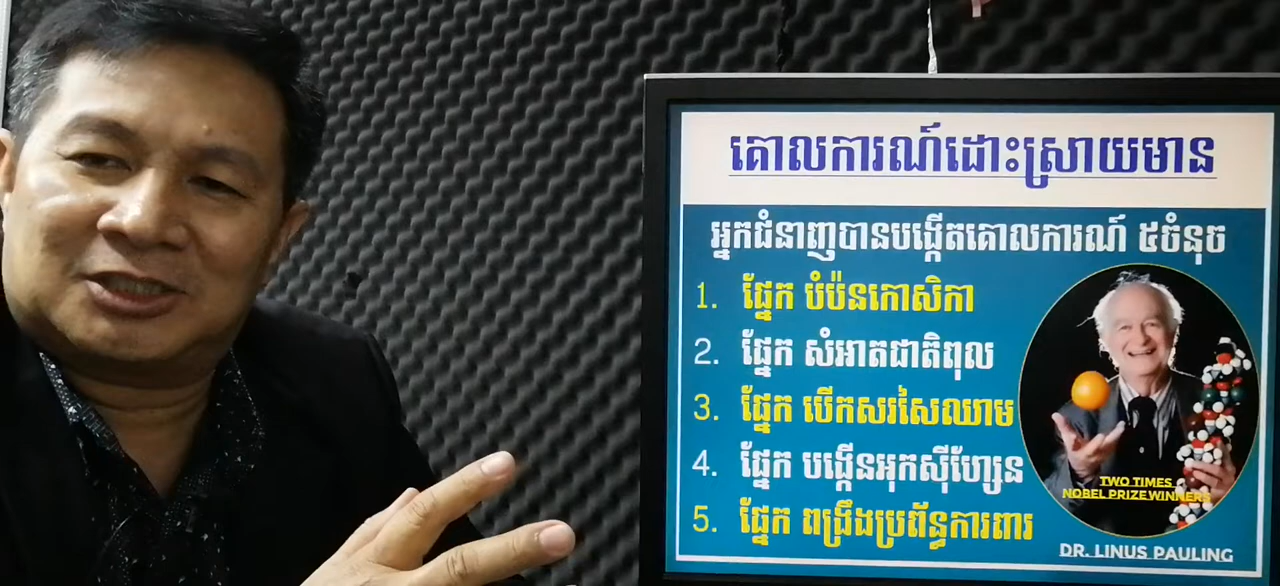 គោលការណ៍ដោះស្រាយមាន
អ្នកជំនាញបានបង្កើតគោលការណ៍ ៥ចំនុច
1. ផ្នែក បំប៉នកោសិកា
2. ផ្នែក សំអាតជាតិពុល
3. ផ្នែក បើកសរសៃឈាម
4. ផ្នែក បង្កើនអុកស៊ីហ្សែន
5. ផ្នែក ពង្រឹងប្រព័ន្ធការពារ
TWO TIMES
NOBEL PRIZE WINNERS
DR. LINUS PAULING